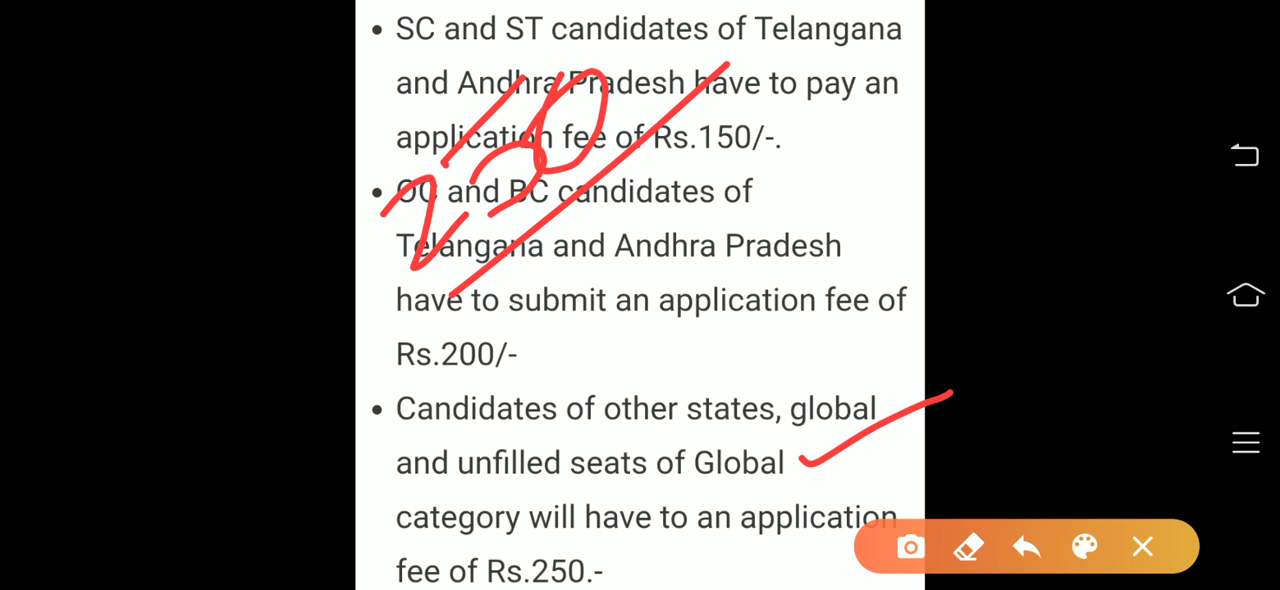 • SC and ST candidates of Telangana
and Andhra Pradesh have to pay an
application fee of Rs.150/-.
• OC and BC candidates of
Telangana and Andhra Pradesh
have to submit an application fee of
Rs.200/-
• Candidates of other states, global
and unfilled seats of Global
category will have to an application
fee of Rs.250.-
250